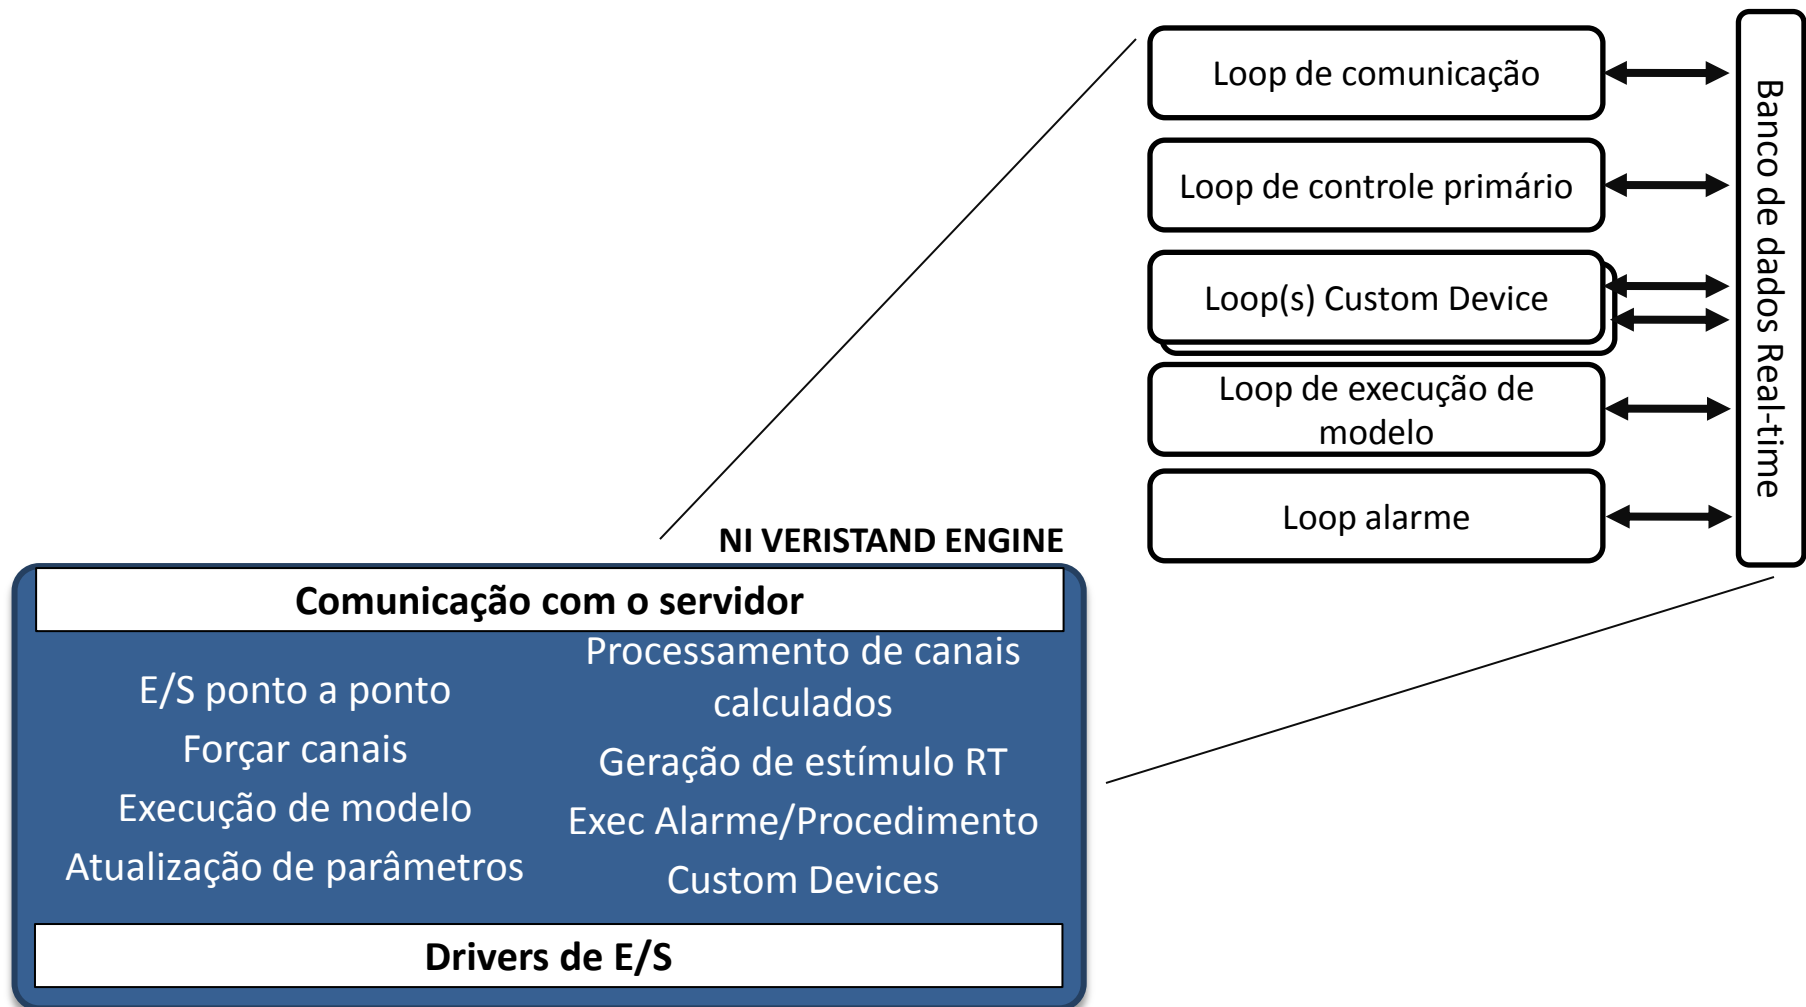 Loop de comunicação
Loop de controle primário
Loop(s) Custom Device
Loop de execução de
modelo
Loop alarme
Banco de dados Real-time
NI VERISTAND ENGINE
Comunicação com o servidor
E/S ponto a ponto
Forçar canais
Execução de modelo
Atualização de parâmetros
Processamento de canais
calculados
Geração de estímulo RT
Exec Alarme/Procedimento
Custom Devices
Drivers de E/S